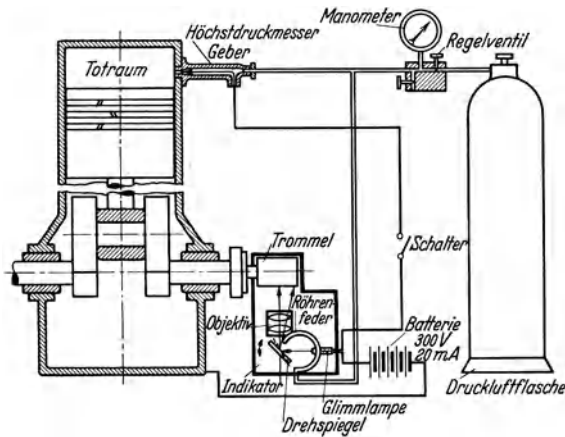 Manometer
Höchstdruckmesser
Geber
Regelventil
Totraum
Trommel
Schalter
Röhren-
feder
Objektiv
Batterie
300 V
20 mA
Indikator
Glimmlampe
Drehspiegel
Druckluftflasche